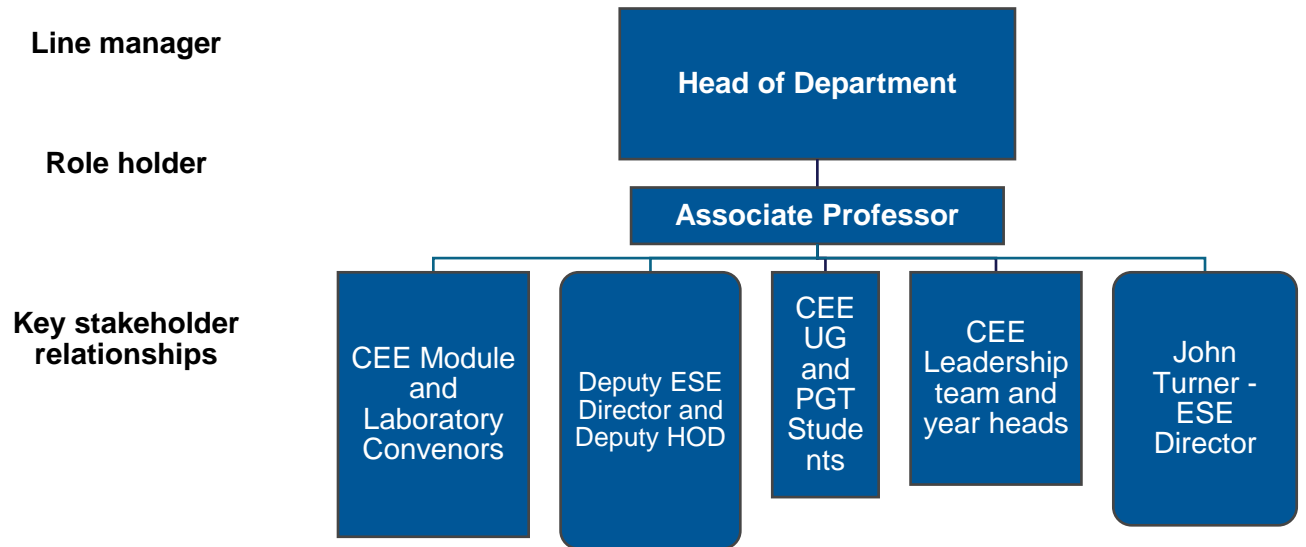 Line manager
Head of Department
Role holder
Associate Professor
Key stakeholder
relationships
CEE Module
and
Laboratory
Convenors
Deputy ESE
Director and
Deputy HOD
CEE
UG
and
PGT
Stude
nts
CEE
Leadership
team and
year heads
John
Turner -
ESE
Director